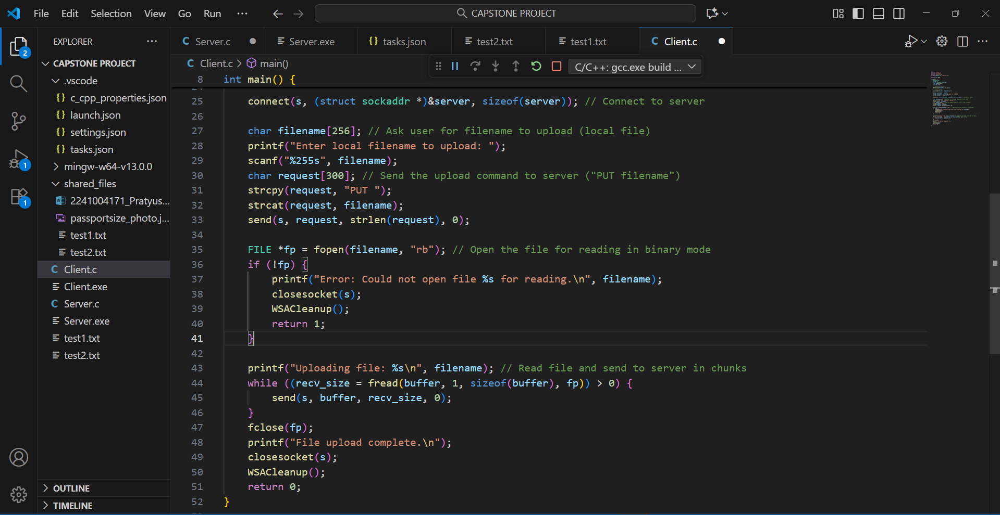 File Edit Selection View Go Run ... CAPSTONE PROJECT
EXPLORER
CAPSTONE PROJECT
.vscode
{} c_cpp_properties.json
{} launch.json
{} settings.json
{} tasks.json
mingw-w64-v13.0.0
shared_files
2241004171_Pratyus...
passportsize_photo.j...
test1.txt
test2.txt
C Client.c
Client.exe
C Server.c
Server.exe
test1.txt
test2.txt
OUTLINE
TIMELINE
2
1
1
C Server.c Server.exe {} tasks.json test2.txt test1.txt C Client.c
C Client.c > main()
C/C++: gcc.exe build ...
8 int main() {
25 connect(s, (struct sockaddr *)&server, sizeof(server)); // Connect to server
26
27 char filename[256]; // Ask user for filename to upload (local file)
28 printf("Enter local filename to upload: ");
29 scanf("%255s", filename);
30 char request[300]; // Send the upload command to server ("PUT filename")
31 strcpy(request, "PUT ");
32 strcat(request, filename);
33 send(s, request, strlen(request), 0);
34
35 FILE *fp = fopen(filename, "rb"); // Open the file for reading in binary mode
36 if (!fp) {
37 printf("Error: Could not open file %s for reading.\n", filename);
38 closesocket(s);
39 WSACleanup();
40 return 1;
41 }
42
43 printf("Uploading file: %s\n", filename); // Read file and send to server in chunks
44 while ((recv_size = fread(buffer, 1, sizeof(buffer), fp)) > 0) {
45 send(s, buffer, recv_size, 0);
46 }
47 fclose(fp);
48 printf("File upload complete.\n");
49 closesocket(s);
50 WSACleanup();
51 return 0;
52 }